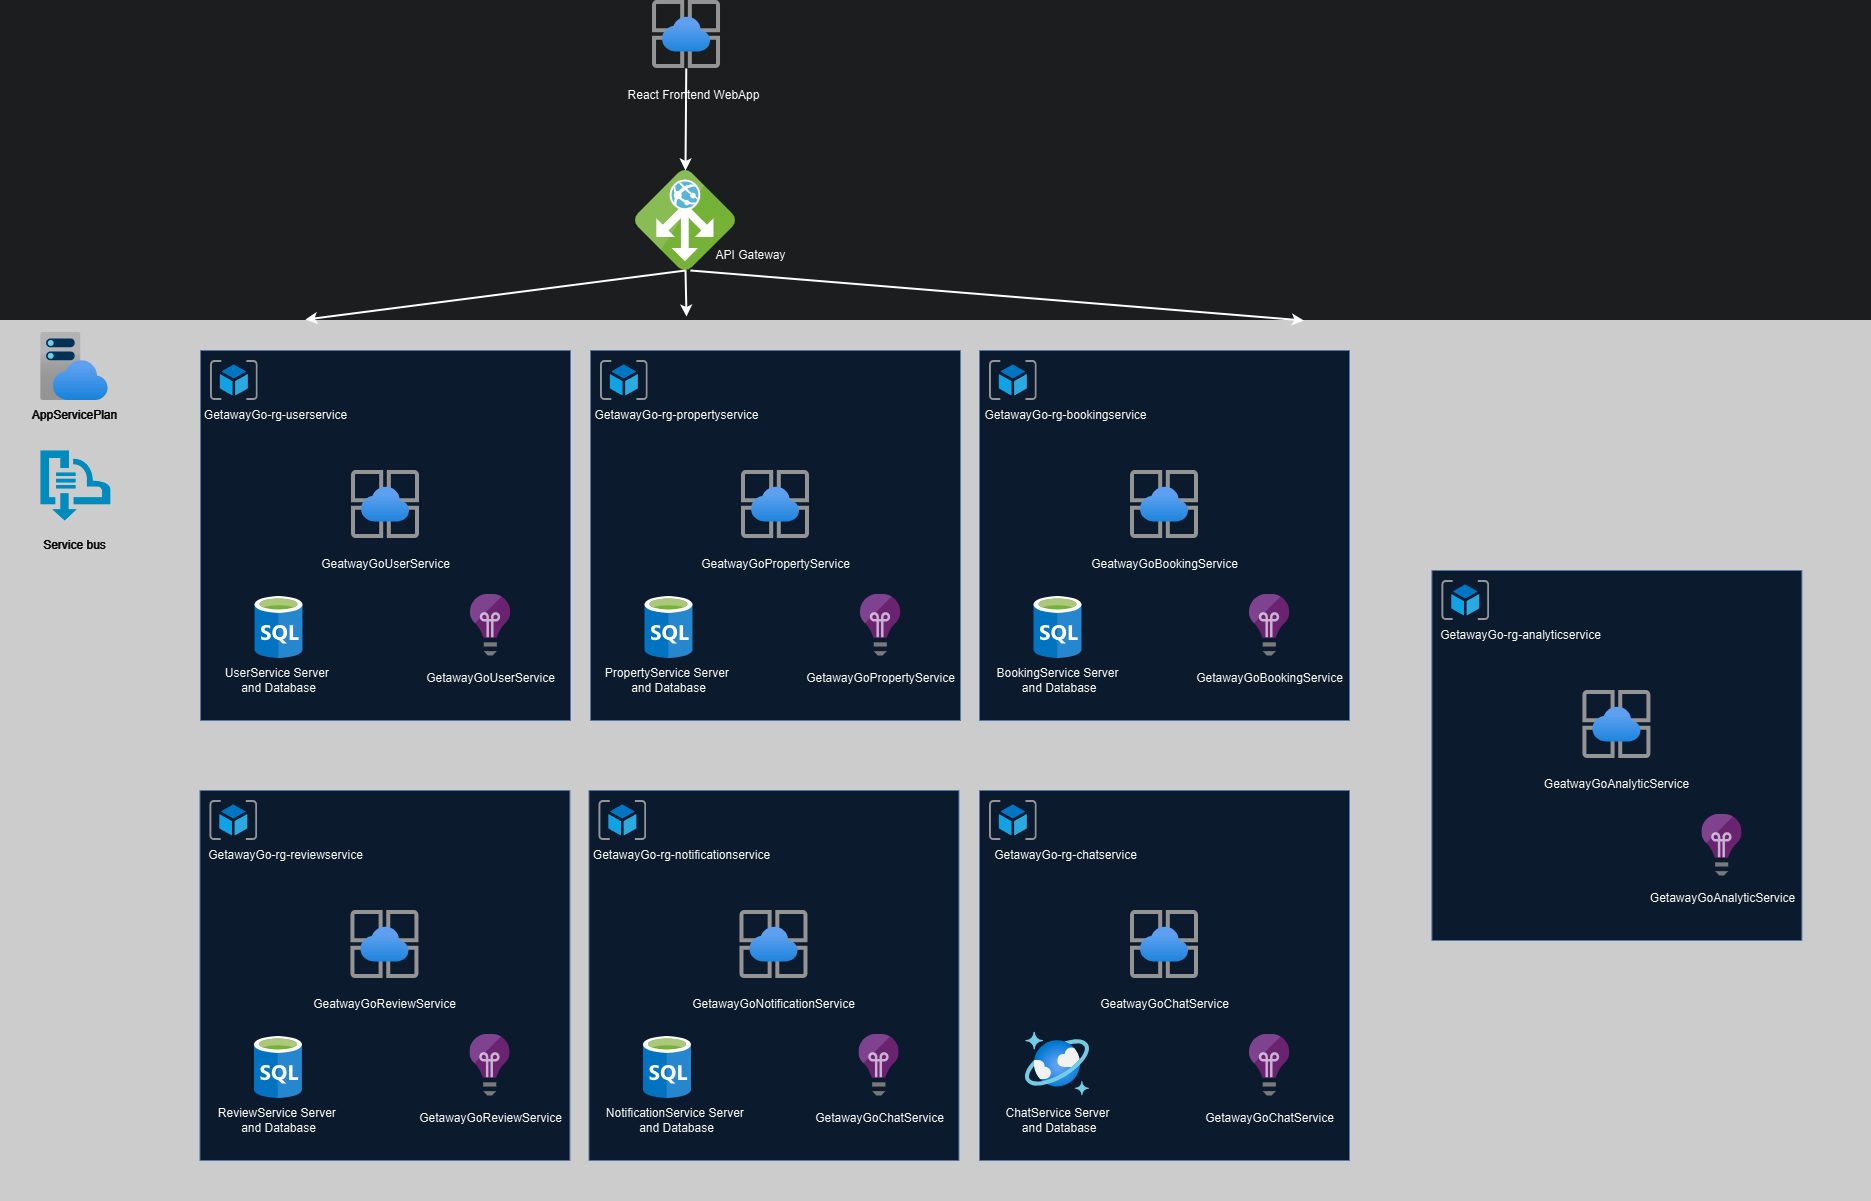 React Frontend WebApp
API Gateway
AppServicePlan
Service bus
GetawayGo-rg-userservice
GeatwayGoUserService
SQL
UserService Server
and Database
GetawayGoUserService
GetawayGo-rg-propertyservice
GeatwayGoPropertyService
SQL
PropertyService Server
and Database
GetawayGoPropertyService
GetawayGo-rg-bookingservice
GeatwayGoBookingService
SQL
BookingService Server
and Database
GetawayGoBookingService
GetawayGo-rg-analyticservice
GeatwayGoAnalyticService
GetawayGoAnalyticService
GetawayGo-rg-reviewservice
GeatwayGoReviewService
SQL
ReviewService Server
and Database
GetawayGoReviewService
GetawayGo-rg-notificationservice
GetawayGoNotificationService
SQL
NotificationService Server
and Database
GetawayGoChatService
GetawayGo-rg-chatservice
GeatwayGoChatService
ChatService Server
and Database
GetawayGoChatService